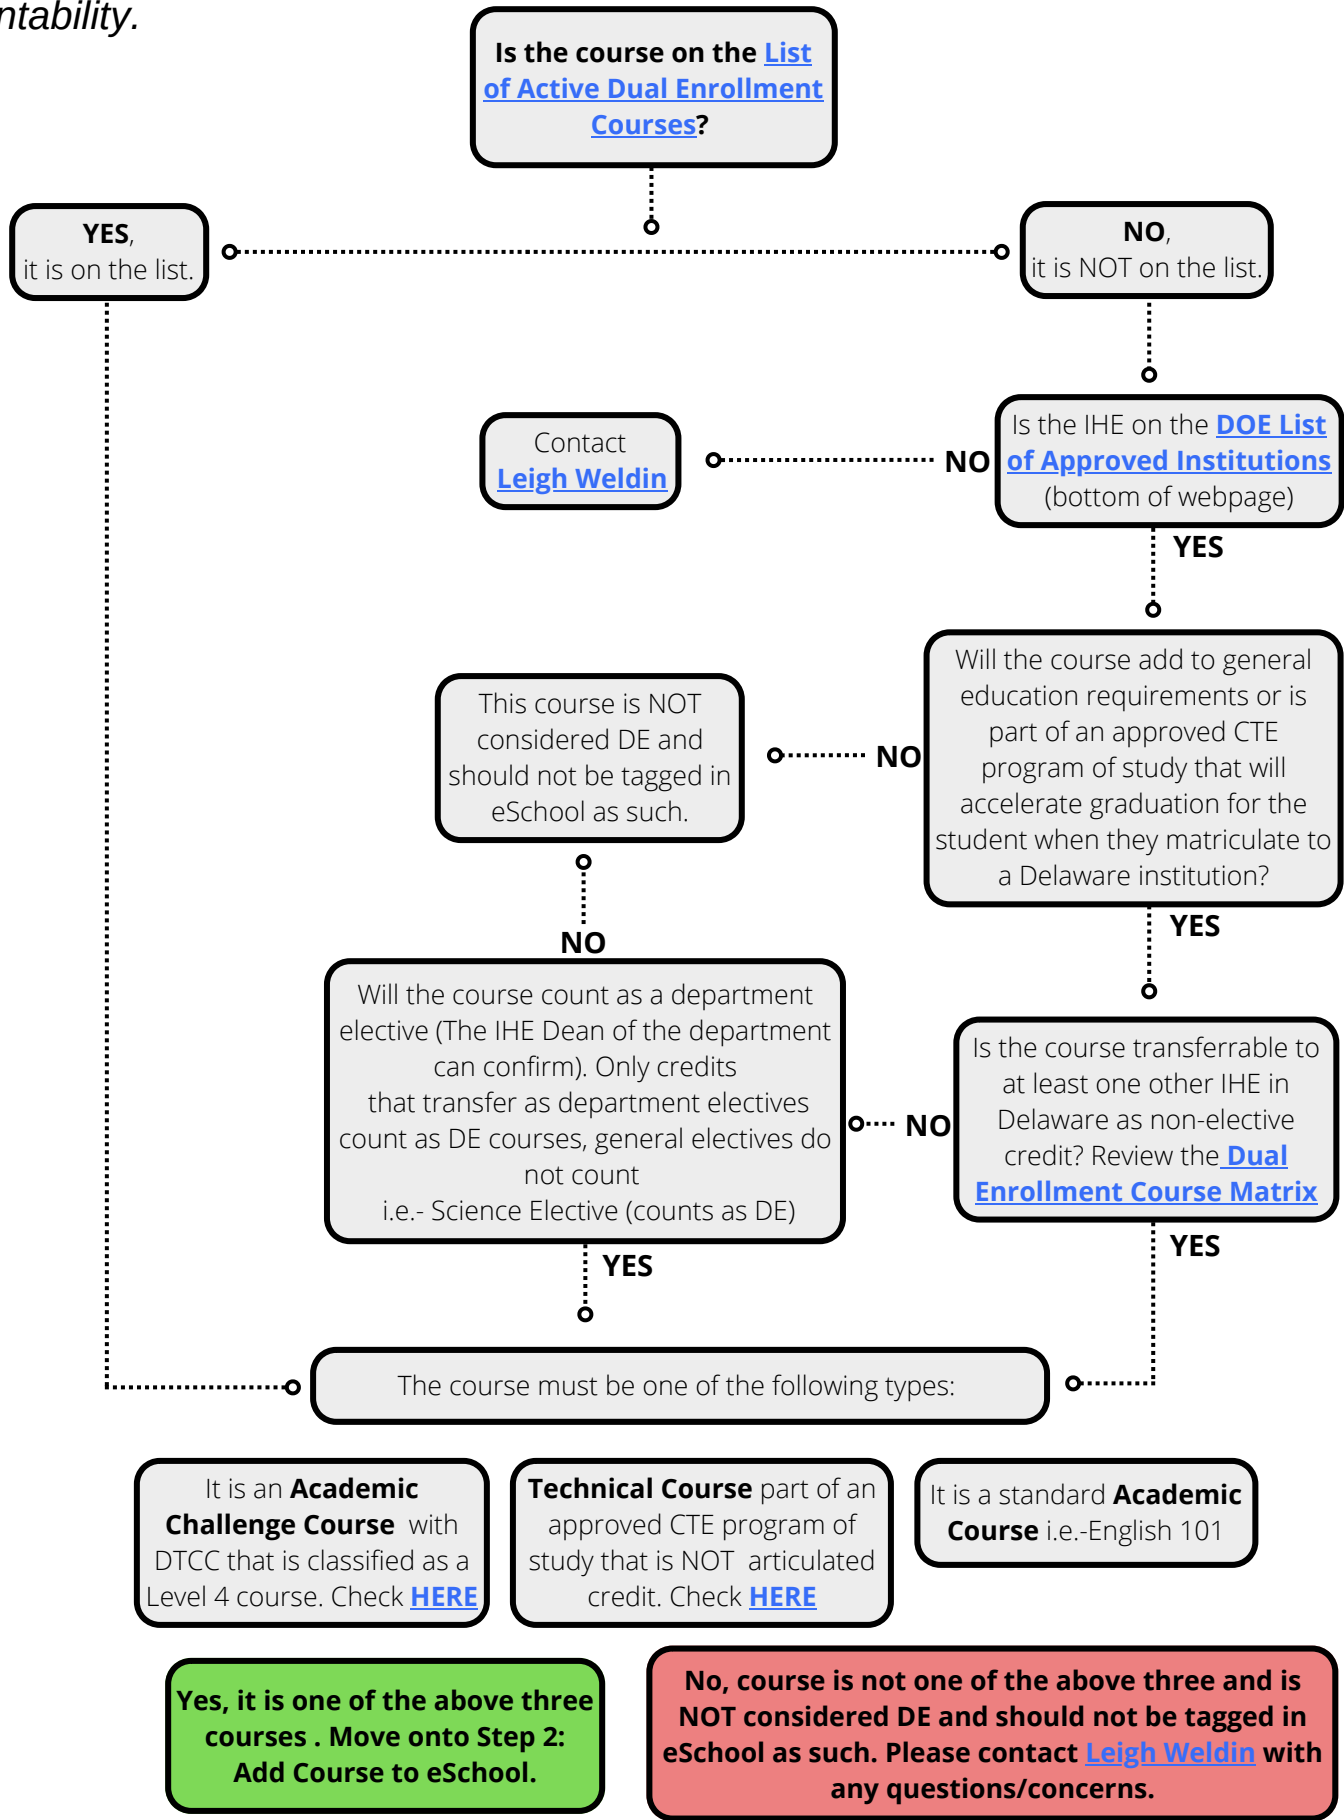 ntability.
Is the course on the List
of Active Dual Enrollment
Courses?
YES,
it is on the list.
NO,
it is NOT on the list.
Contact
Leigh Weldin
NO
Is the IHE on the DOE List
of Approved Institutions
(bottom of webpage)
YES
Will the course add to general
education requirements or is
part of an approved CTE
program of study that will
accelerate graduation for the
student when they matriculate to
a Delaware institution?
NO
This course is NOT
considered DE and
should not be tagged in
eSchool as such.
YES
NO
Will the course count as a department
elective (The IHE Dean of the department
can confirm). Only credits
that transfer as department electives
count as DE courses, general electives do
not count
i.e.- Science Elective (counts as DE)
NO
Is the course transferrable to
at least one other IHE in
Delaware as non-elective
credit? Review the Dual
Enrollment Course Matrix
YES
YES
The course must be one of the following types:
It is an Academic
Challenge Course with
DTCC that is classified as a
Level 4 course. Check HERE
Technical Course part of an
approved CTE program of
study that is NOT articulated
credit. Check HERE
It is a standard Academic
Course i.e.-English 101
Yes, it is one of the above three
courses . Move onto Step 2:
Add Course to eSchool.
No, course is not one of the above three and is
NOT considered DE and should not be tagged in
eSchool as such. Please contact Leigh Weldin with
any questions/concerns.